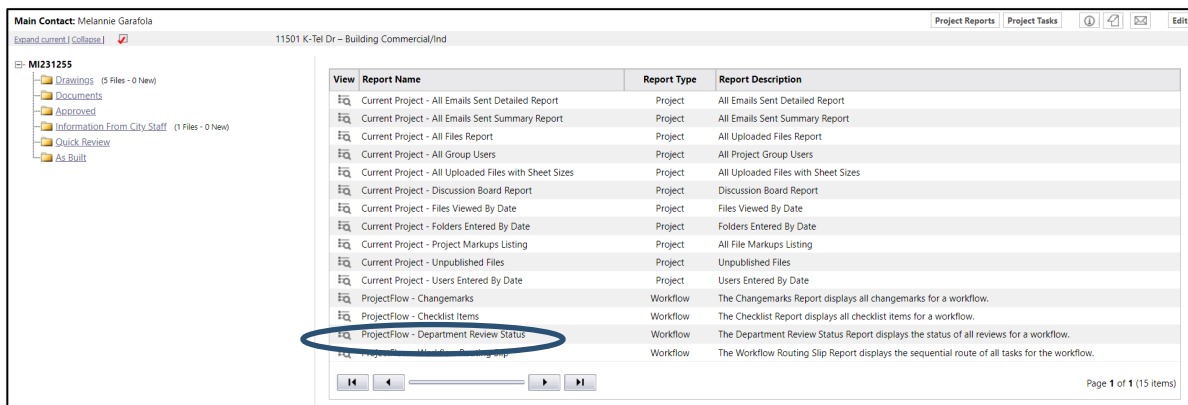 Main Contact: Melannie Garafola Project Reports Project Tasks Edit
Expand current | Collapse | 11501 K-Tel Dr – Building Commercial/Ind
MI231255
Drawings (5 Files - 0 New)
Documents
Approved
Information From City Staff (1 Files - 0 New)
Quick Review
As Built
View Report Name Report Type Report Description
Current Project - All Emails Sent Detailed Report Project All Emails Sent Detailed Report
Current Project - All Emails Sent Summary Report Project All Emails Sent Summary Report
Current Project - All Files Report Project All Uploaded Files Report
Current Project - All Group Users Project All Project Group Users
Current Project - All Uploaded Files with Sheet Sizes Project All Uploaded Files with Sheet Sizes
Current Project - Discussion Board Report Project Discussion Board Report
Current Project - Files Viewed By Date Project Files Viewed By Date
Current Project - Folders Entered By Date Project Folders Entered By Date
Current Project - Project Markups Listing Project All File Markups Listing
Current Project - Unpublished Files Project Unpublished Files
Current Project - Users Entered By Date Project Users Entered By Date
ProjectFlow - Changemarks Workflow The Changemarks Report displays all changemarks for a workflow.
ProjectFlow - Checklist Items Workflow The Checklist Report displays all checklist items for a workflow.
ProjectFlow - Department Review Status Workflow The Department Review Status Report displays the status of all reviews for a workflow.
ProjectFlow - Workflow Routing Slip Workflow The Workflow Routing Slip Report displays the sequential route of all tasks for the workflow.
Page 1 of 1 (15 items)